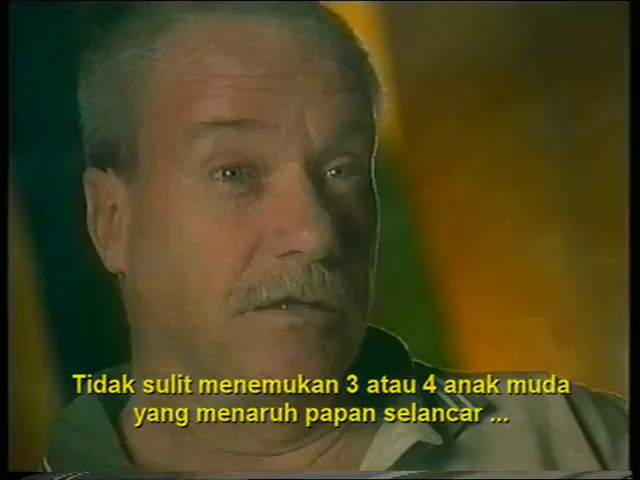 Tidak sulit menemukan 3 atau 4 anak muda
yang menaruh papan selancar ...